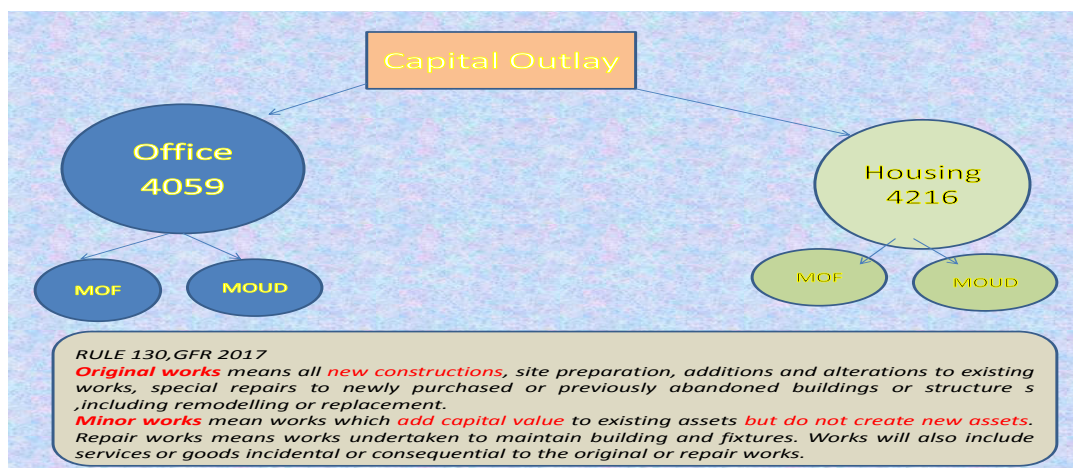 Capital Outlay
Office
4059
Housing
4216
MOF
MOUD
MOF
MOUD
RULE 130,GFR 2017
Original works means all new constructions, site preparation, additions and alterations to existing
works, special repairs to newly purchased or previously abandoned buildings or structure s
,including remodelling or replacement.
Minor works mean works which add capital value to existing assets but do not create new assets.
Repair works means works undertaken to maintain building and fixtures. Works will also include
services or goods incidental or consequential to the original or repair works.